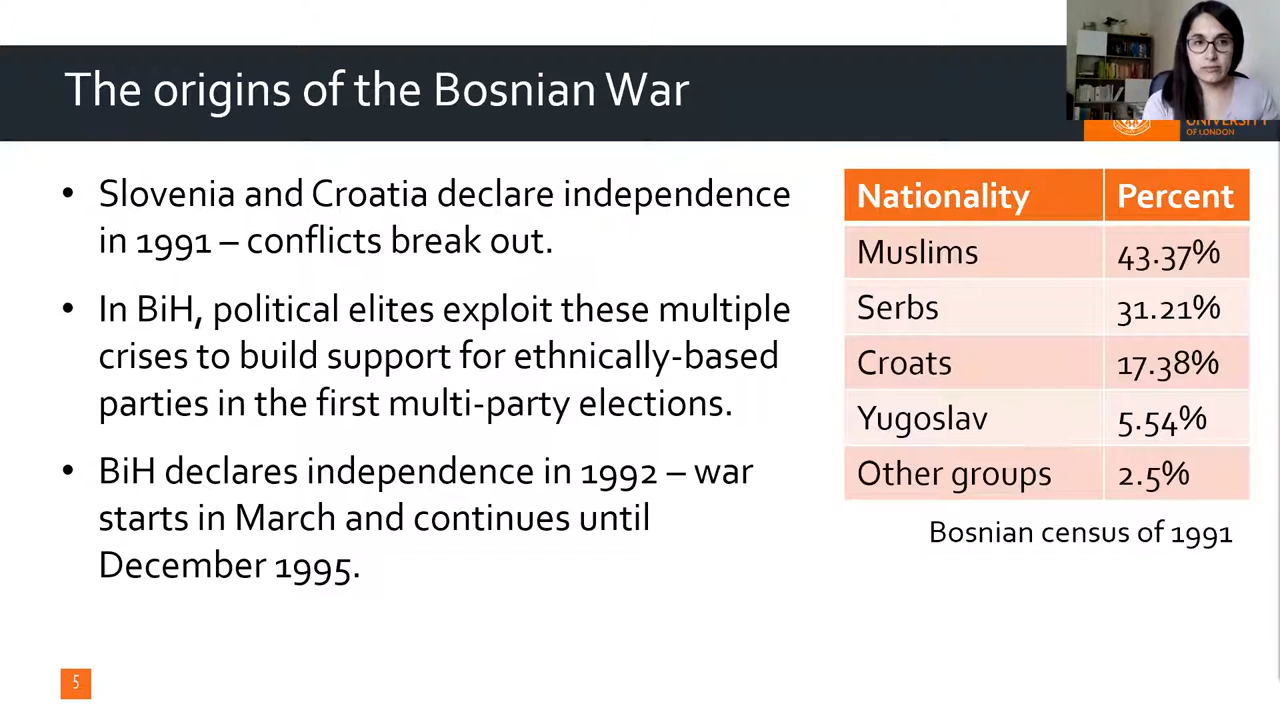 The origins of the Bosnian War
UNIVERSITY
OF LONDON
• Slovenia and Croatia declare independence
in 1991 – conflicts break out.
• In BiH, political elites exploit these multiple
crises to build support for ethnically-based
parties in the first multi-party elections.
• BiH declares independence in 1992 – war
starts in March and continues until
December 1995.
Nationality Percent
Muslims 43.37%
Serbs 31.21%
Croats 17.38%
Yugoslav 5.54%
Other groups 2.5%
Bosnian census of 1991
5